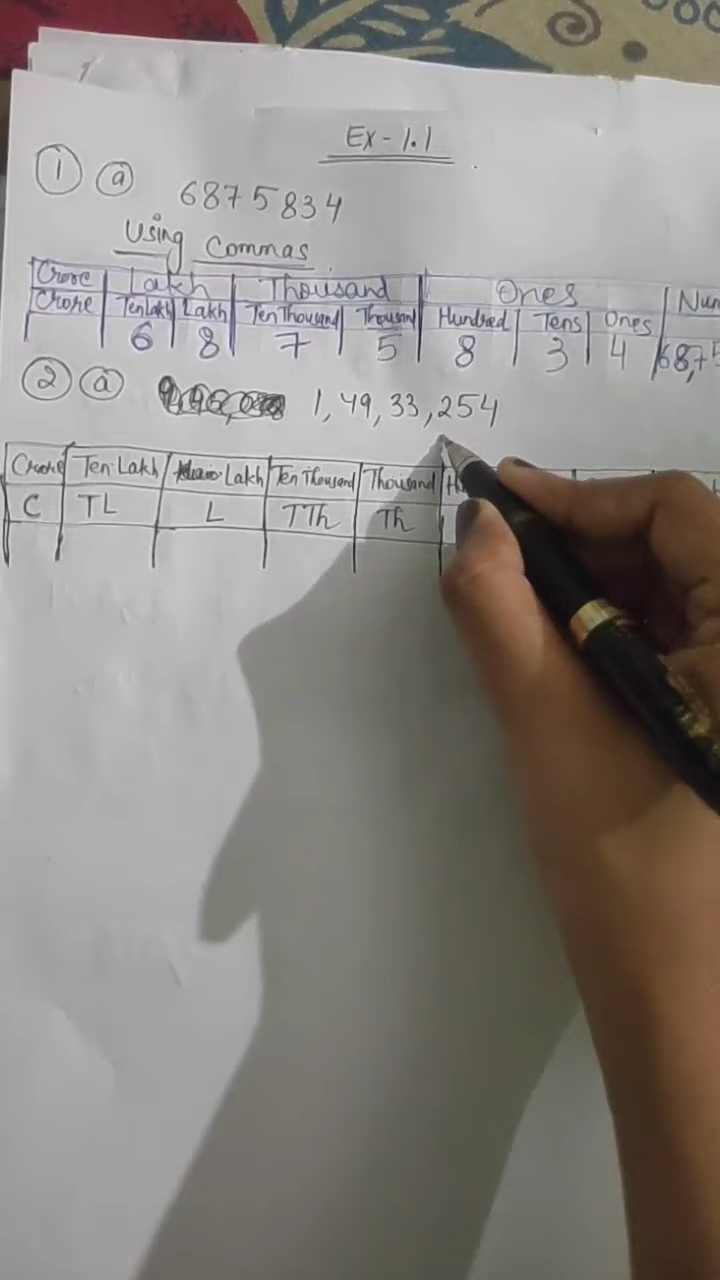 Ex-1.1
① ⓐ 6875834
Using Commas
Crore Lakh Thousand Ones
Crore Ten Lakh Lakh Ten Thousand Thousand Hundred Tens Ones
6 8 7 5 8 3 4 68,75
② ⓐ 1,49,33,254
Crore Ten Lakh Lakh Ten Thousand Thousand
C TL L TTh Th